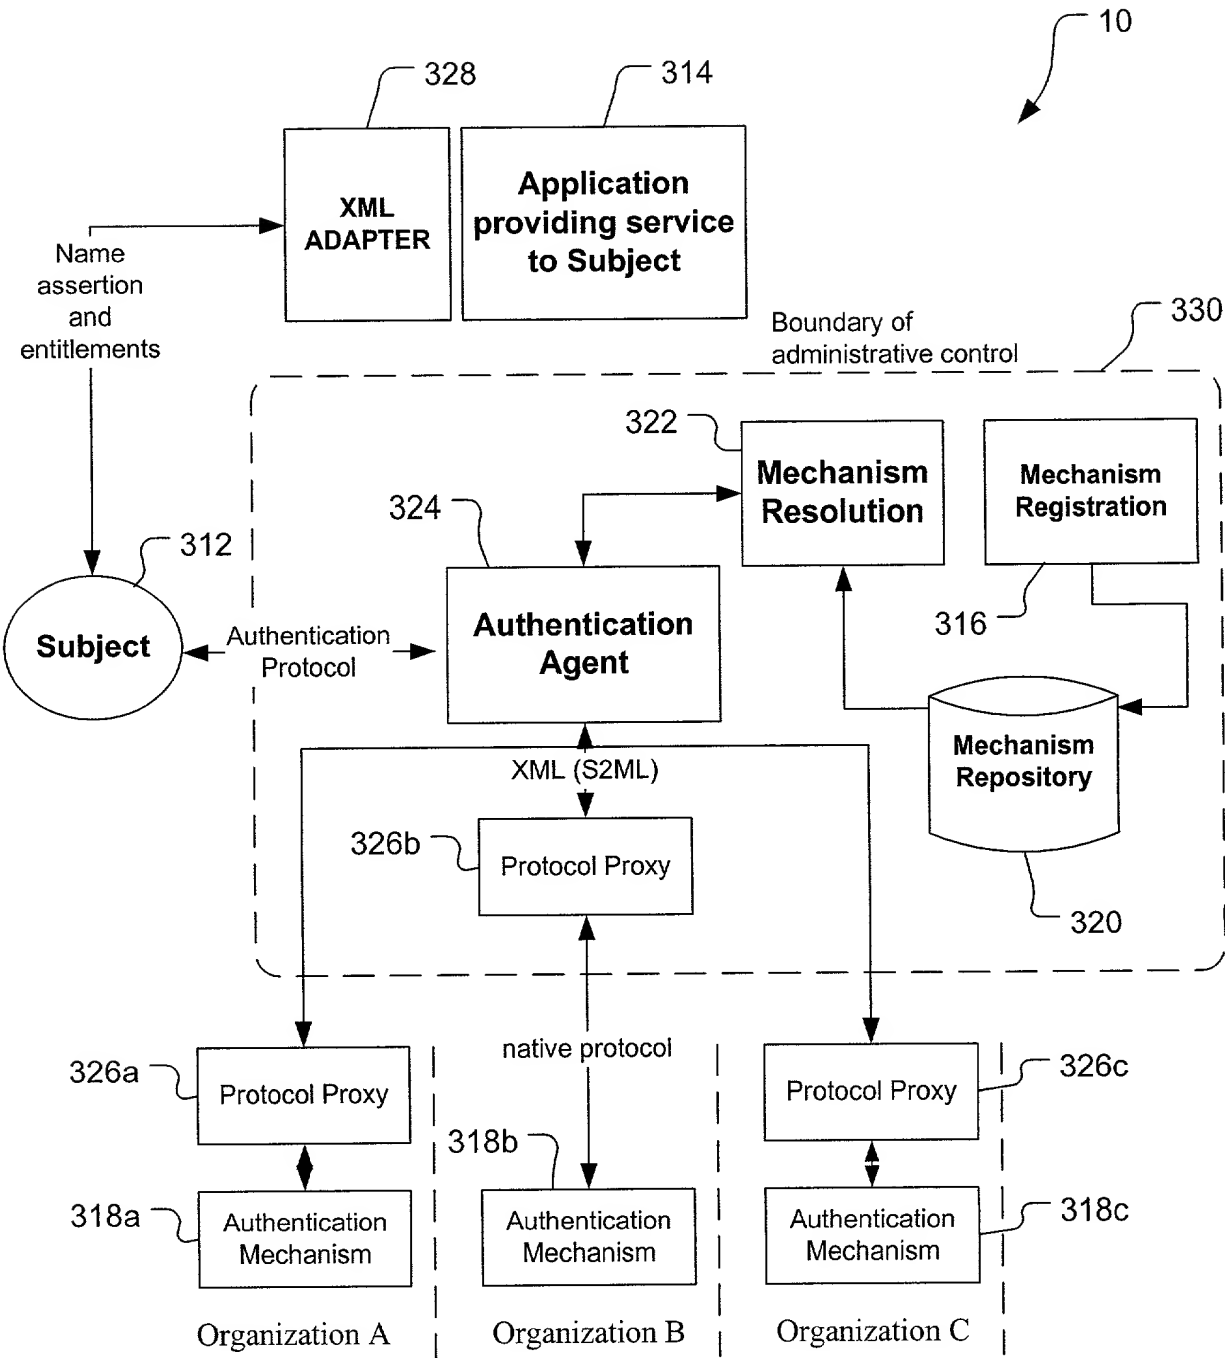 10
328
314
XML
ADAPTER
Application
providing service
to Subject
Name
assertion
and
entitlements
330
Boundary of
administrative control
322
Mechanism
Resolution
Mechanism
Registration
324
316
312
Subject
Authentication
Protocol
Authentication
Agent
Mechanism
Repository
XML (S2ML)
326b
Protocol Proxy
320
native protocol
326a
Protocol Proxy
Protocol Proxy
326c
318b
318a
Authentication
Mechanism
Authentication
Mechanism
Authentication
Mechanism
318c
Organization A
Organization B
Organization C